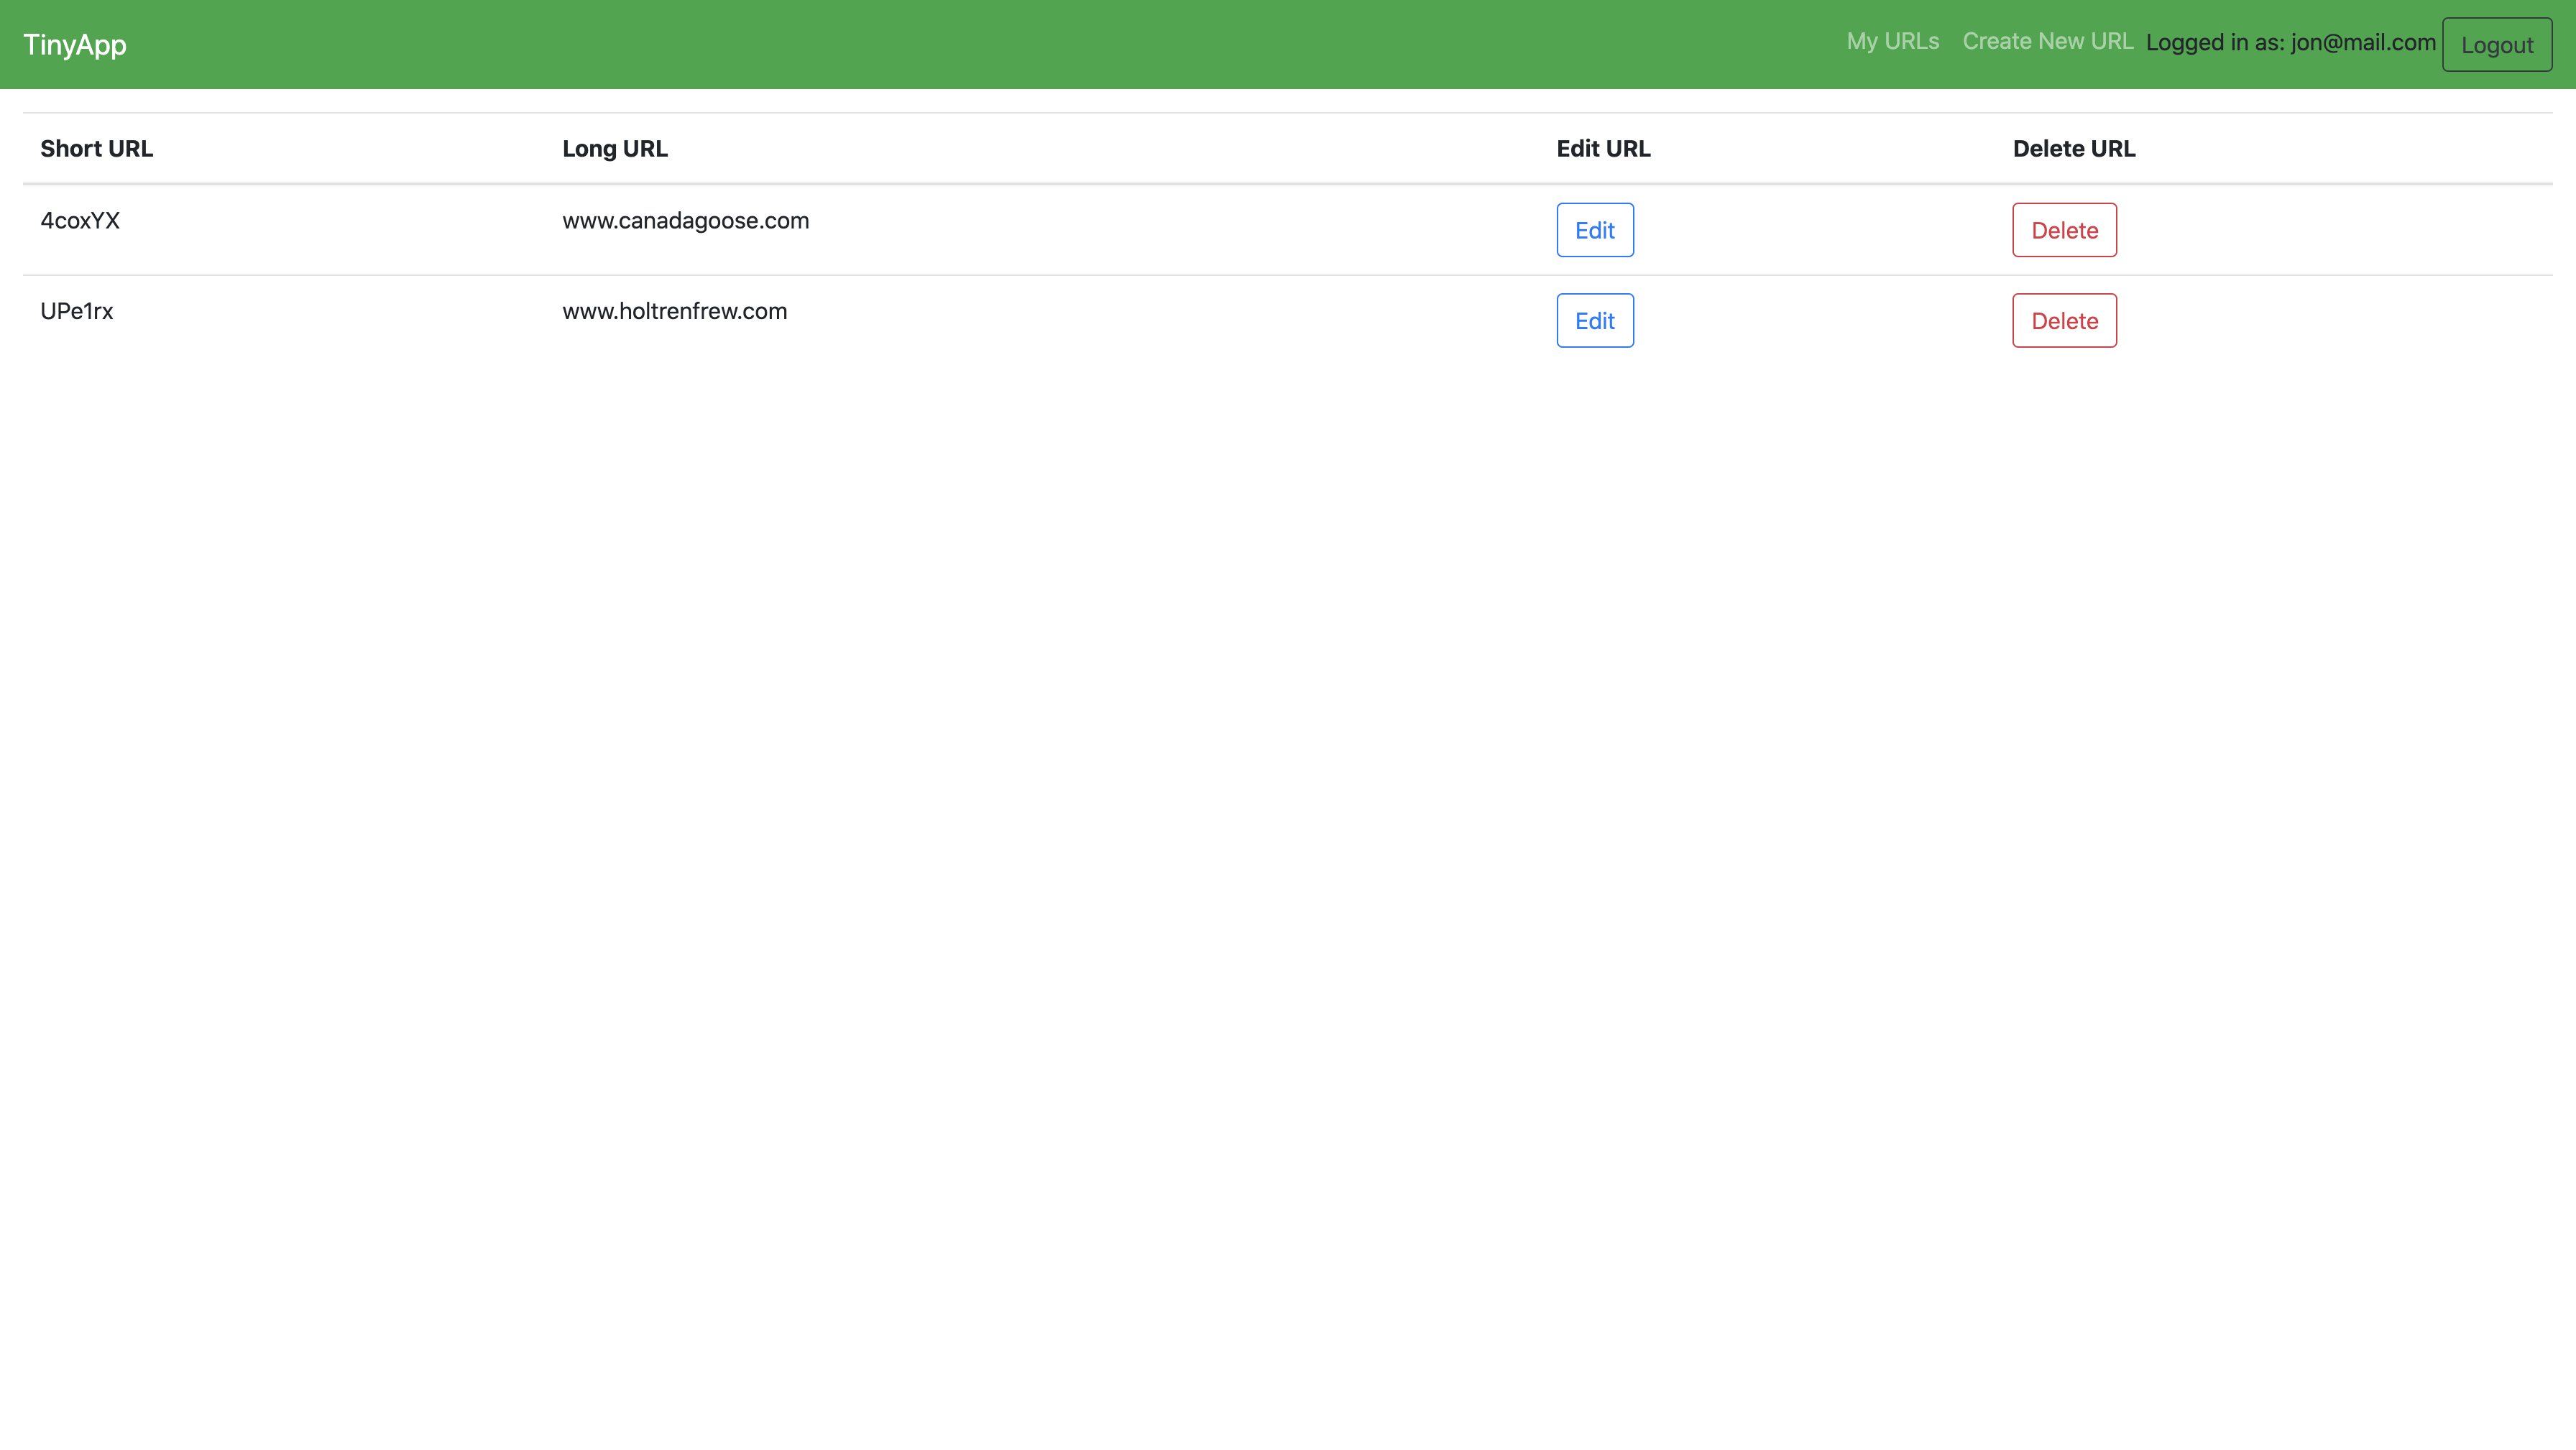 TinyApp My URLs Create New URL Logged in as: jon@mail.com Logout
Short URL Long URL Edit URL Delete URL
4coxYX www.canadagoose.com Edit Delete
UPe1rx www.holtrenfrew.com Edit Delete